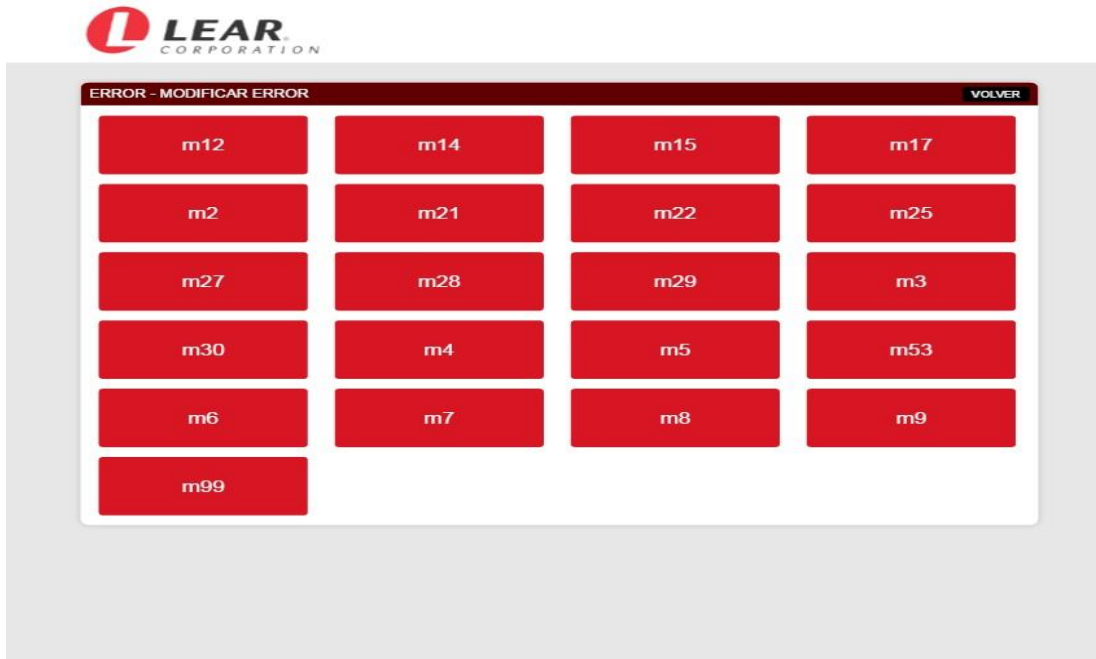 LEAR
CORPORATION
ERROR - MODIFICAR ERROR VOLVER
m12 m14 m15 m17
m2 m21 m22 m25
m27 m28 m29 m3
m30 m4 m5 m53
m6 m7 m8 m9
m99